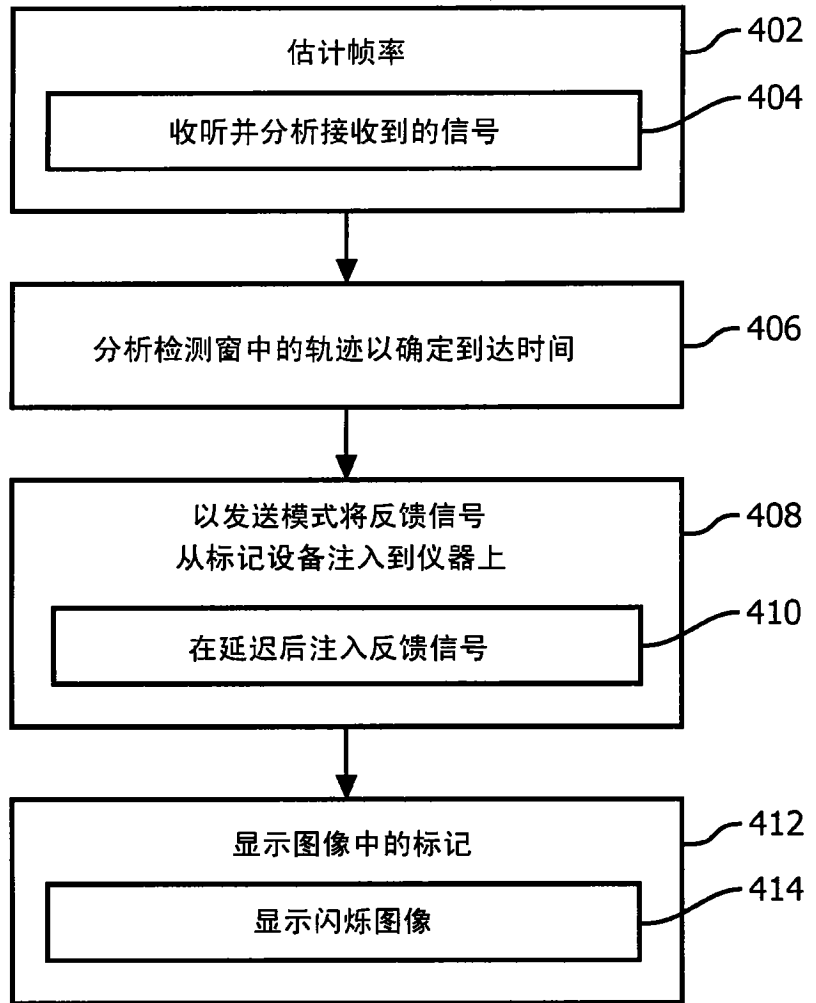 估计帧率
402
收听并分析接收到的信号
404
分析检测窗中的轨迹以确定到达时间
406
以发送模式将反馈信号
从标记设备注入到仪器上
408
在延迟后注入反馈信号
410
显示图像中的标记
412
显示闪烁图像
414